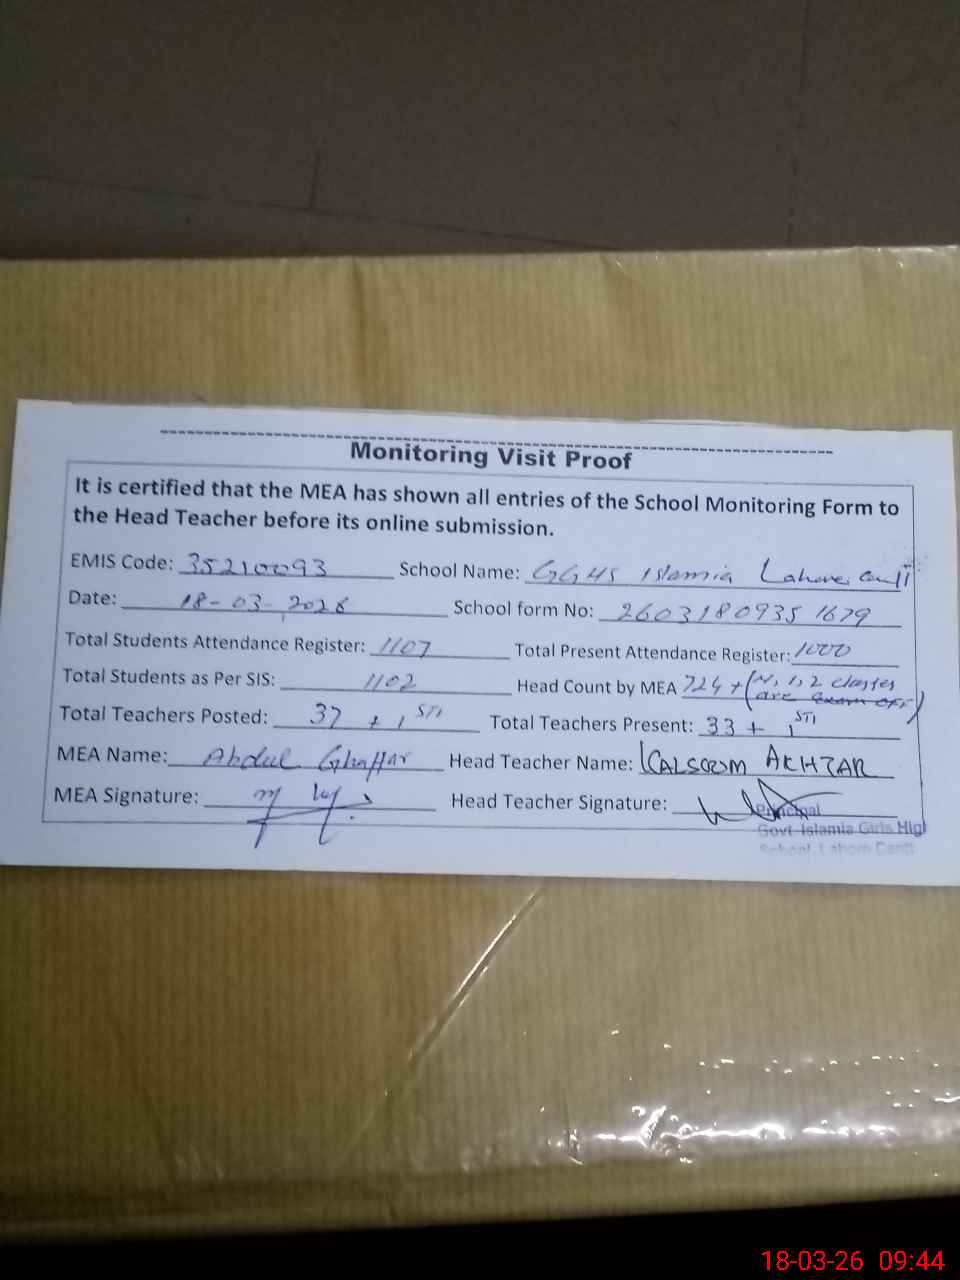 Monitoring Visit Proof
It is certified that the MEA has shown all entries of the School Monitoring Form to
the Head Teacher before its online submission.
EMIS Code: 35210093 School Name: GGHS Islamia Lahore Cantt
Date: 18-03-2026 School form No: 2603180935 1679
Total Students Attendance Register: 1107 Total Present Attendance Register: 1000
Total Students as Per SIS: 1102 Head Count by MEA 724 + (N, 1, 2 classes
are exam OFF)
Total Teachers Posted: 37 + 1 STI Total Teachers Present: 33 + 1 STI
MEA Name: Abdul Ghaffar Head Teacher Name: KALSOOM AKHTAR
MEA Signature: Head Teacher Signature:
Principal
Govt. Islamia Girls High
School, Lahore Cantt
18-03-26 09:44